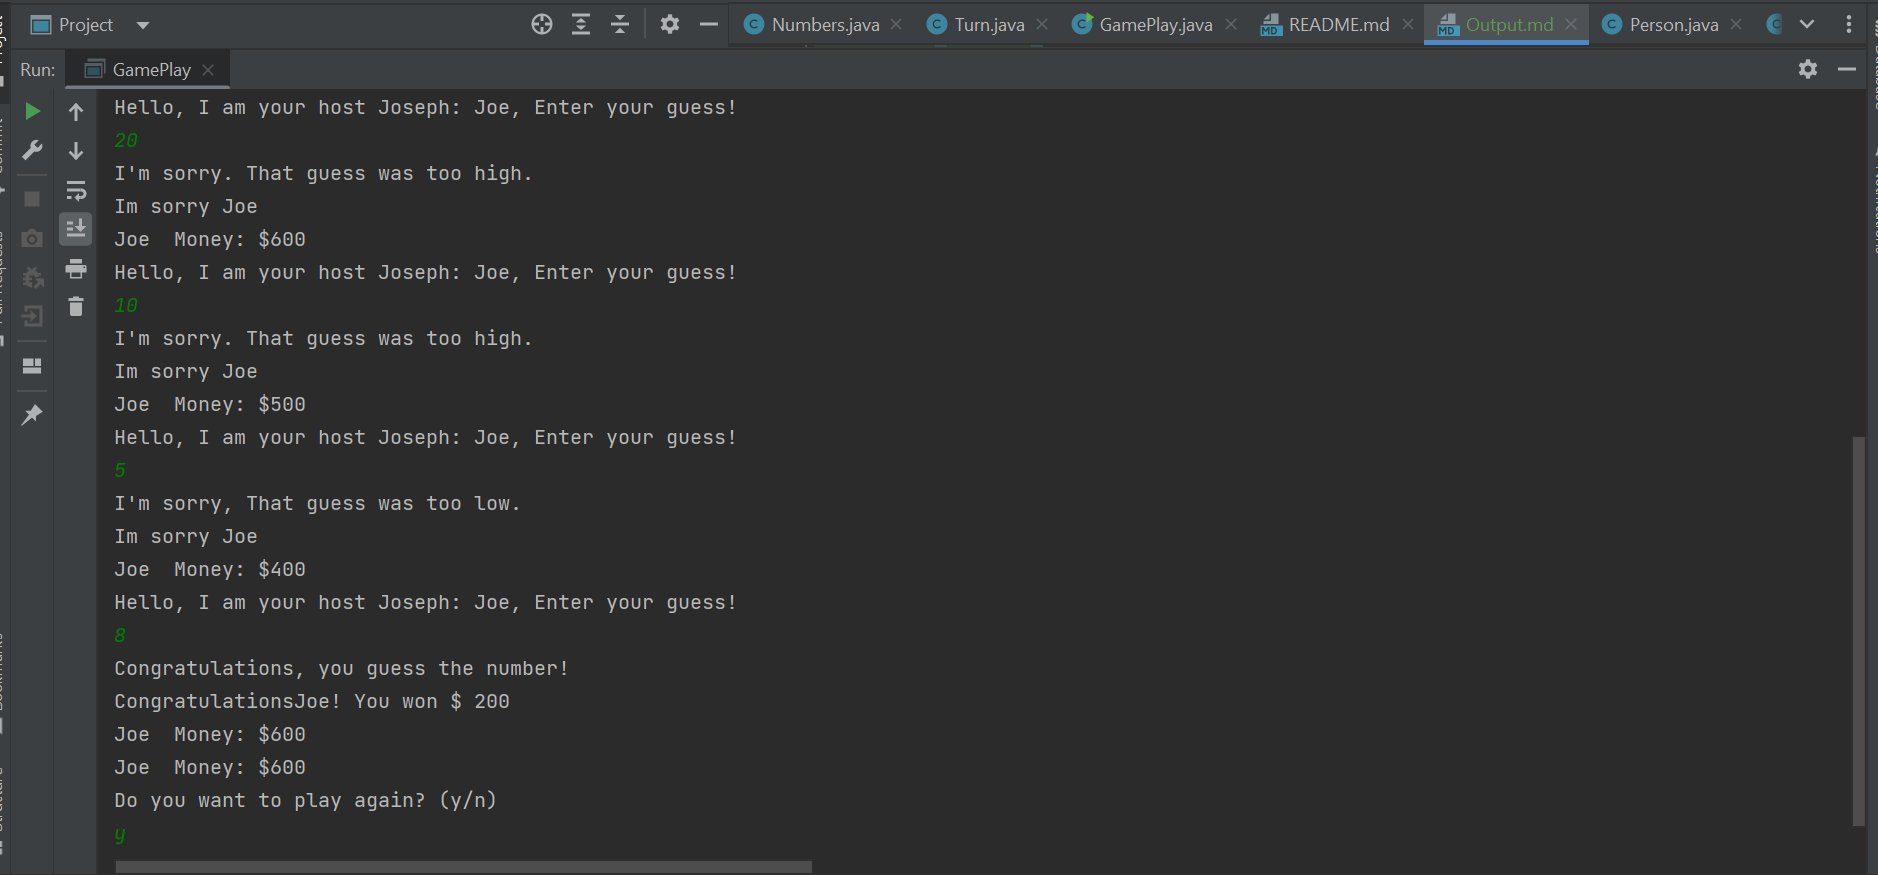 Project
Numbers.java
Turn.java
GamePlay.java
README.md
Output.md
Person.java
Run:
GamePlay
Hello, I am your host Joseph: Joe, Enter your guess!
20
I'm sorry. That guess was too high.
Im sorry Joe
Joe  Money: $600
Hello, I am your host Joseph: Joe, Enter your guess!
10
I'm sorry. That guess was too high.
Im sorry Joe
Joe  Money: $500
Hello, I am your host Joseph: Joe, Enter your guess!
5
I'm sorry, That guess was too low.
Im sorry Joe
Joe  Money: $400
Hello, I am your host Joseph: Joe, Enter your guess!
8
Congratulations, you guess the number!
CongratulationsJoe! You won $ 200
Joe  Money: $600
Joe  Money: $600
Do you want to play again? (y/n)
y